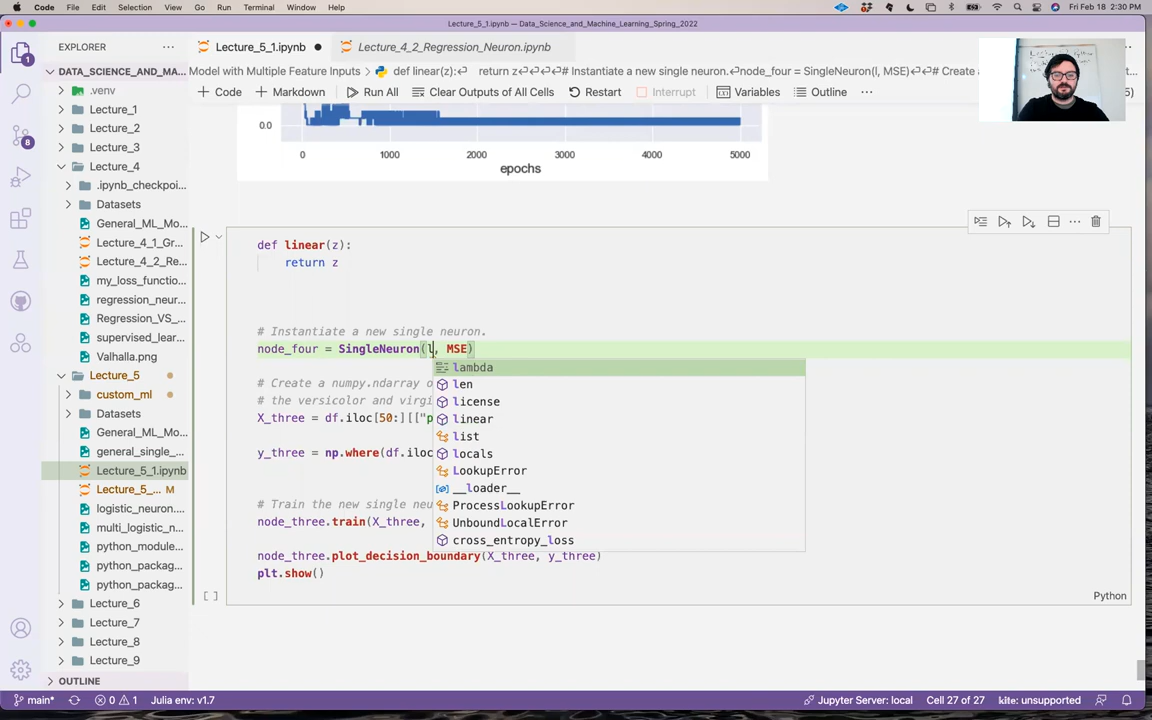 Code File Edit Selection View Go Run Terminal Window Help Fri Feb 18 2:30 PM
Lecture_5_1.ipynb — Data_Science_and_Machine_Learning_Spring_2022
EXPLORER
Lecture_5_1.ipynb
Lecture_4_2_Regression_Neuron.ipynb
DATA_SCIENCE_AND_MA...
Model with Multiple Feature Inputs > def linear(z):↵ return z↵↵↵↵# Instantiate a new single neuron.↵node_four = SingleNeuron(l, MSE)↵↵# Create
Code Markdown Run All Clear Outputs of All Cells Restart Interrupt Variables Outline
.venv
Lecture_1
Lecture_2
Lecture_3
Lecture_4
.ipynb_checkpoi...
Datasets
General_ML_Mo...
Lecture_4_1_Gr...
Lecture_4_2_Re...
my_loss_functio...
regression_neur...
Regression_VS_...
supervised_lear...
Valhalla.png
Lecture_5
custom_ml
Datasets
General_ML_Mo...
general_single_...
Lecture_5_1.ipynb
Lecture_5_... M
logistic_neuron....
multi_logistic_n...
python_module...
python_packag...
python_packag...
Lecture_6
Lecture_7
Lecture_8
Lecture_9
OUTLINE
1
8
0.0
0 1000 2000 3000 4000 5000
epochs
def linear(z):
return z
# Instantiate a new single neuron.
node_four = SingleNeuron(l, MSE)
# Create a numpy.ndarray o
# the versicolor and virgi
X_three = df.iloc[50:][["p
y_three = np.where(df.iloc
# Train the new single neu
node_three.train(X_three,
node_three.plot_decision_boundary(X_three, y_three)
plt.show()
lambda
len
license
linear
list
locals
LookupError
__loader__
ProcessLookupError
UnboundLocalError
cross_entropy_loss
[ ]
Python
main* 0 1 Julia env: v1.7 Jupyter Server: local Cell 27 of 27 kite: unsupported